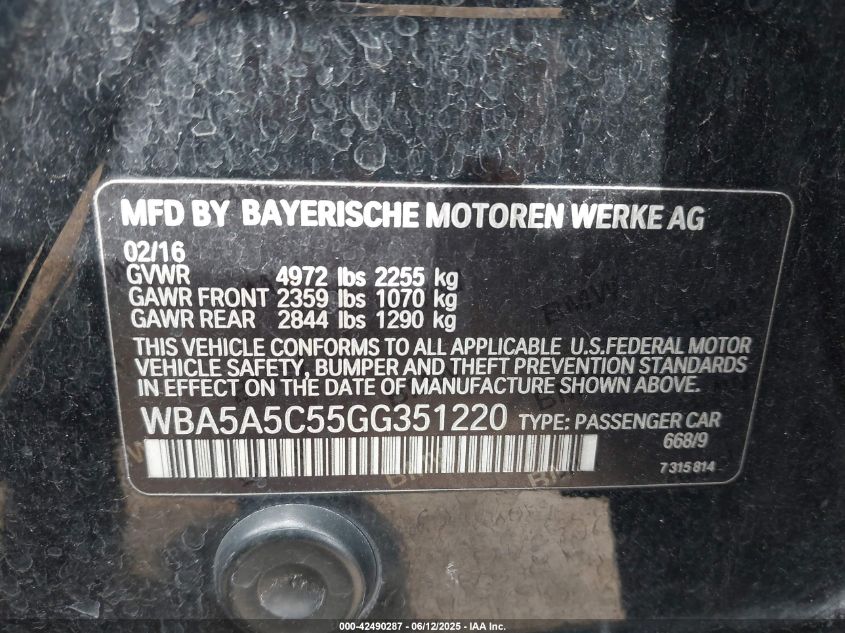 MFD BY BAYERISCHE MOTOREN WERKE AG
02/16
GVWR 4972 lbs 2255 kg
GAWR FRONT 2359 lbs 1070 kg
GAWR REAR 2844 lbs 1290 kg
THIS VEHICLE CONFORMS TO ALL APPLICABLE U.S.FEDERAL MOTOR
VEHICLE SAFETY, BUMPER AND THEFT PREVENTION STANDARDS
IN EFFECT ON THE DATE OF MANUFACTURE SHOWN ABOVE.
WBA5A5C55GG351220 TYPE: PASSENGER CAR
668/9
7 315 814
000-42490287 - 06/12/2025 - IAA Inc.